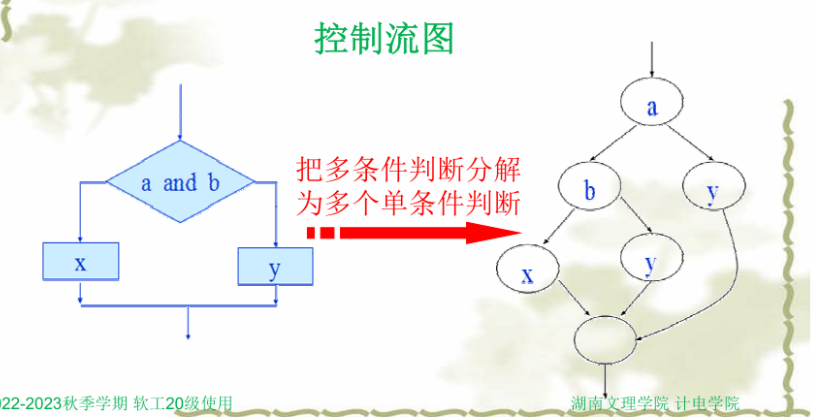 控制流图
a and b
x
y
把多条件判断分解
为多个单条件判断
a
b
y
x
y
022-2023秋季学期 软工20级使用
湖南文理学院 计电学院